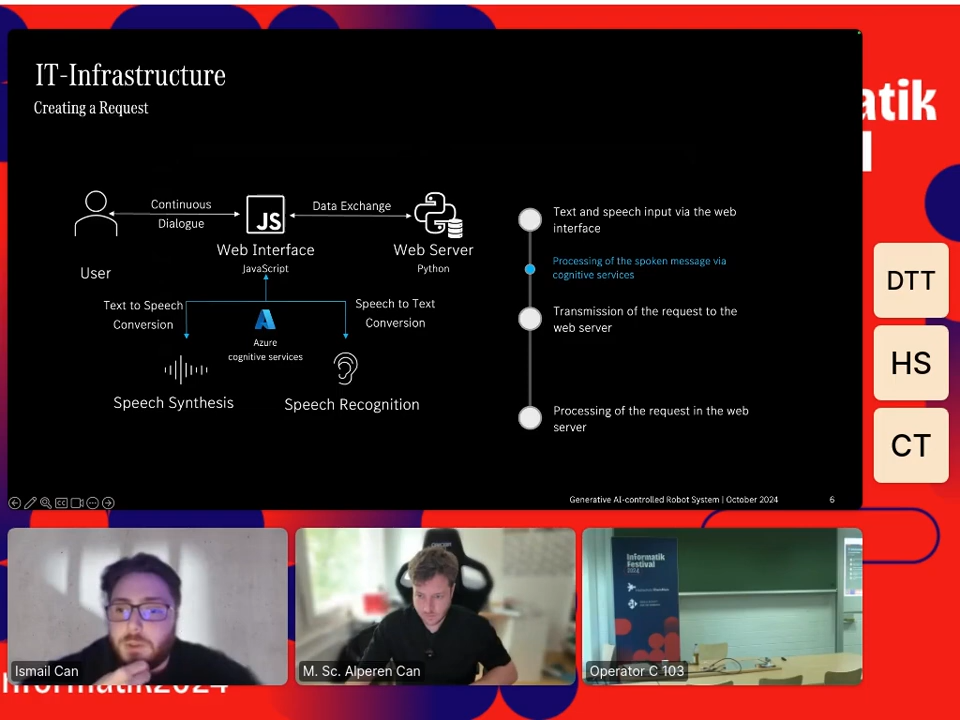 IT-Infrastructure
Creating a Request
atik
Continuous
Dialogue
JS
Data Exchange
User
Web Interface
JavaScript
Web Server
Python
Text to Speech
Conversion
Azure
cognitive services
Speech to Text
Conversion
Speech Synthesis
Speech Recognition
Text and speech input via the web
interface
Processing of the spoken message via
cognitive services
Transmission of the request to the
web server
Processing of the request in the web
server
CC
Generative AI-controlled Robot System | October 2024
6
DTT
HS
CT
Informatik
Festival
2024
Ismail Can
M. Sc. Alperen Can
Operator C 103
nformatik2024